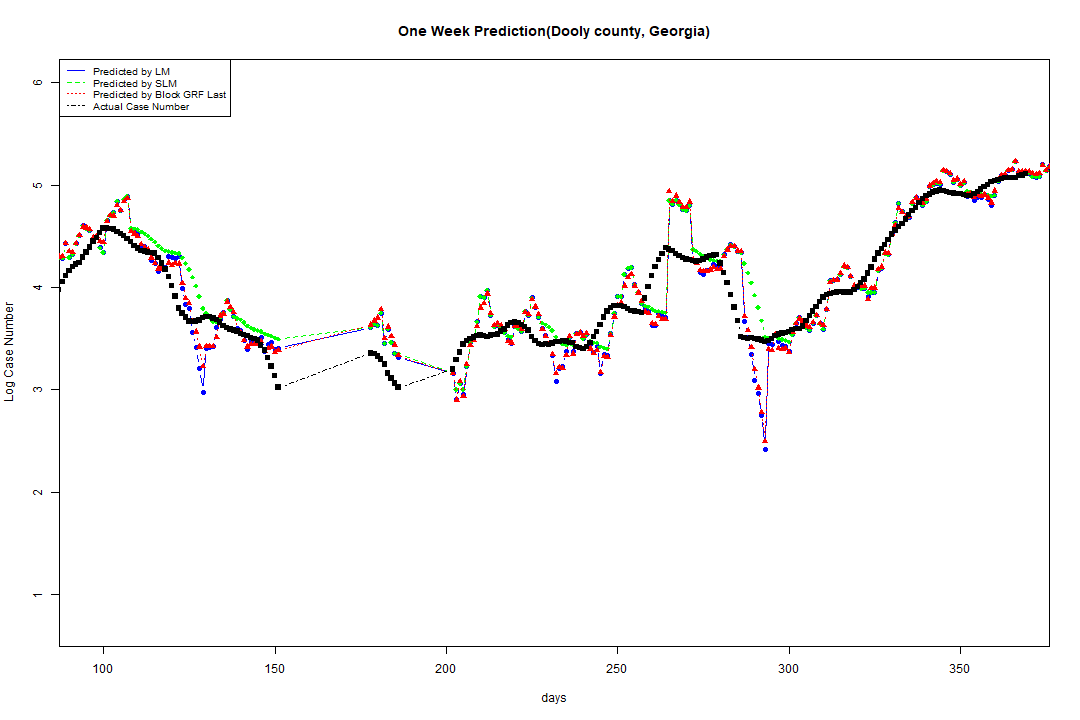 One Week Prediction(Dooly county, Georgia)
Predicted by LM
Predicted by SLM
Predicted by Block GRF Last
Actual Case Number
Log Case Number
6
5
4
3
2
1
100 150 200 250 300 350
days